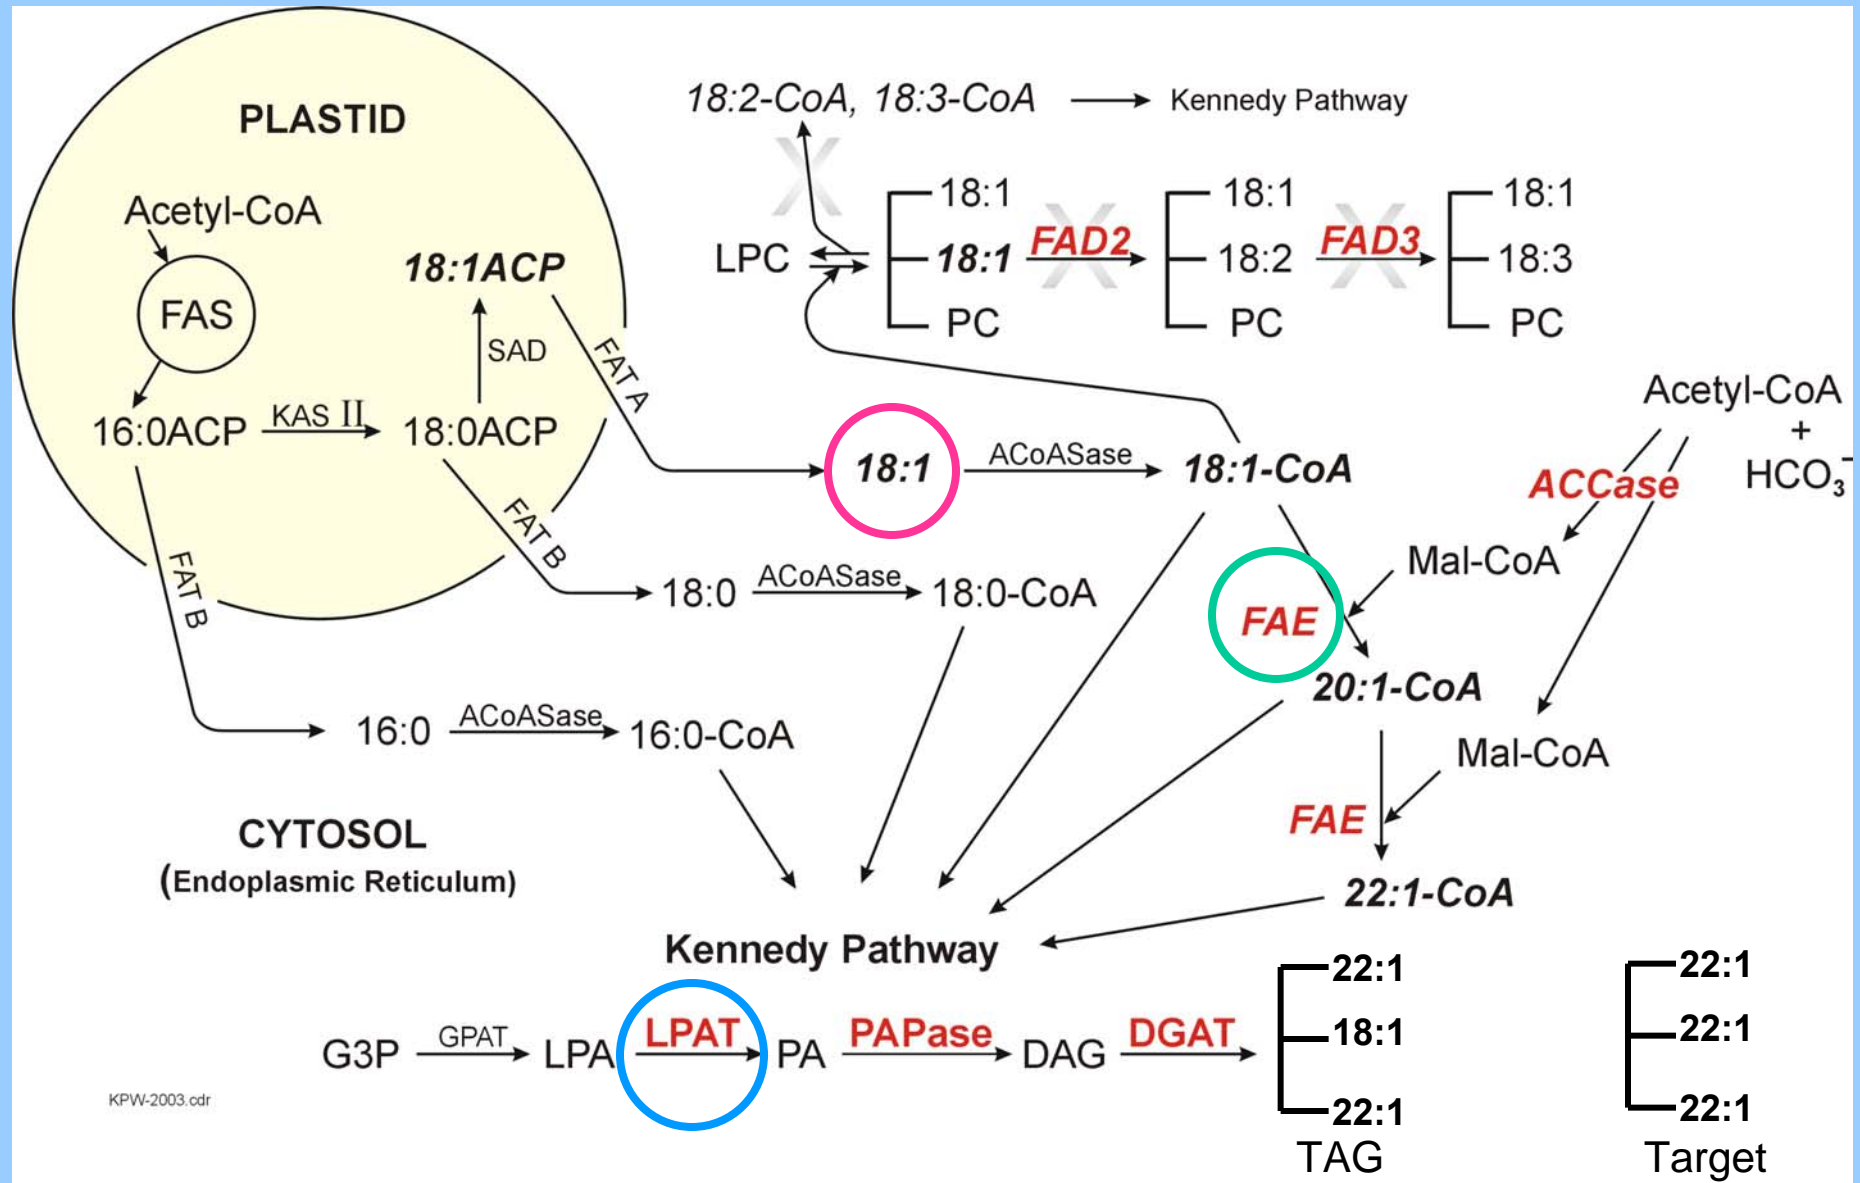 PLASTID
Acetyl-CoA
FAS
16:0ACP
KAS II
18:0ACP
SAD
18:1ACP
FAT A
FAT B
FAT B
18:2-CoA, 18:3-CoA
Kennedy Pathway
X
LPC
18:1
18:1
PC
X
FAD2
18:1
18:2
PC
X
FAD3
18:1
18:3
PC
18:1
ACoASase
18:1-CoA
Acetyl-CoA
+
HCO₃⁻
ACCase
Mal-CoA
18:0
ACoASase
18:0-CoA
FAE
20:1-CoA
16:0
ACoASase
16:0-CoA
Mal-CoA
FAE
22:1-CoA
CYTOSOL
(Endoplasmic Reticulum)
Kennedy Pathway
G3P
GPAT
LPA
LPAT
PA
PAPase
DAG
DGAT
22:1
18:1
22:1
TAG
22:1
22:1
22:1
Target
KPW-2003.cdr